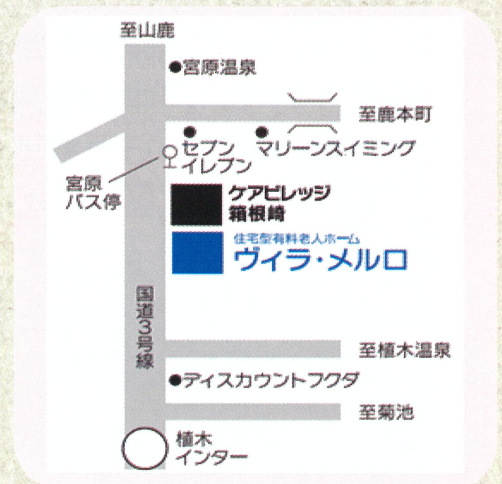 至山鹿
●宮原温泉
至鹿本町
セブン
イレブン
マリーンスイミング
宮原
バス停
ケアビレッジ
箱根崎
住宅型有料老人ホーム
ヴィラ・メルロ
国道3号線
至植木温泉
●ディスカウントフクダ
至菊池
植木
インター